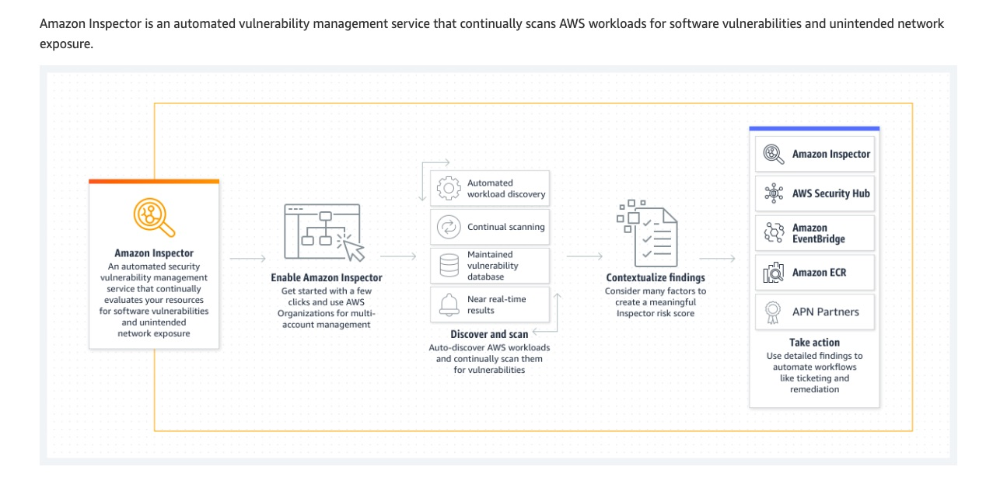 Amazon Inspector is an automated vulnerability management service that continually scans AWS workloads for software vulnerabilities and unintended network
exposure.
Amazon Inspector
An automated security
vulnerability management
service that continually
evaluates your resources
for software vulnerabilities
and unintended
network exposure
Enable Amazon Inspector
Get started with a few
clicks and use AWS
Organizations for multi-
account management
Automated
workload discovery
Continual scanning
Maintained
vulnerability
database
Near real-time
results
Discover and scan
Auto-discover AWS workloads
and continually scan them
for vulnerabilities
Contextualize findings
Consider many factors to
create a meaningful
Inspector risk score
Amazon Inspector
AWS Security Hub
Amazon
EventBridge
Amazon ECR
APN Partners
Take action
Use detailed findings to
automate workflows
like ticketing and
remediation